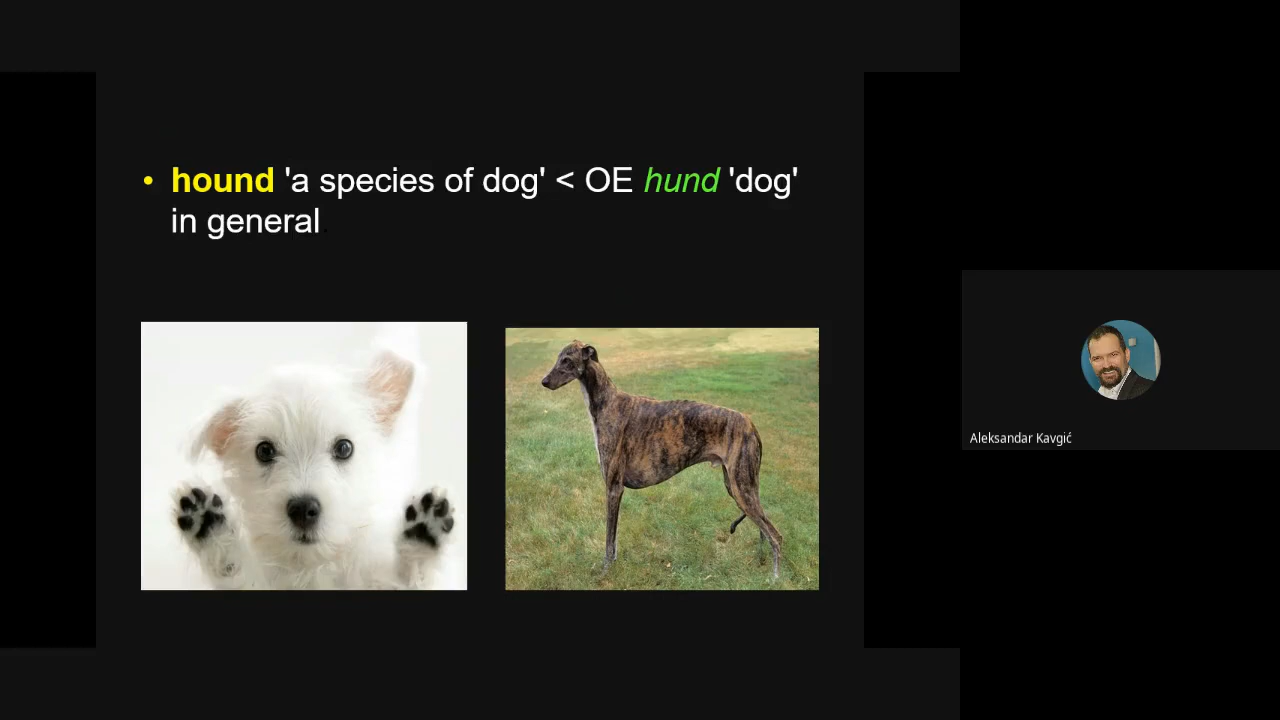 • hound 'a species of dog' < OE hund 'dog'
in general.
Aleksandar Kavgić